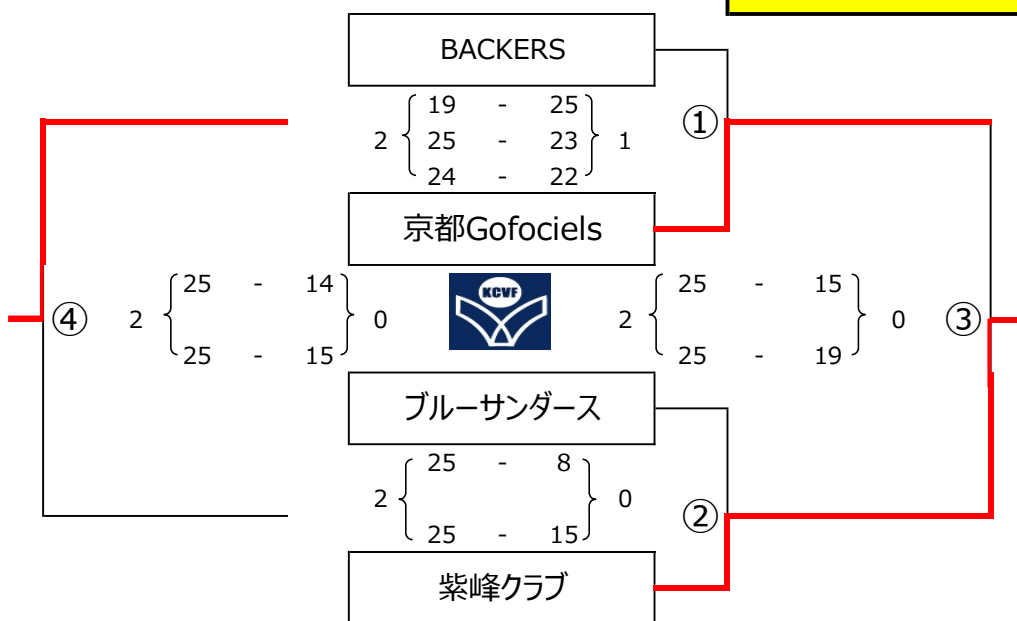 BACKERS
19 - 25
2 25 - 23 1
24 - 22
①
京都Gofociels
25 - 14
④ 2 0
25 - 15
KCVF
25 - 15
2 0 ③
25 - 19
ブルーサンダース
25 - 8
2 0
25 - 15
②
紫峰クラブ